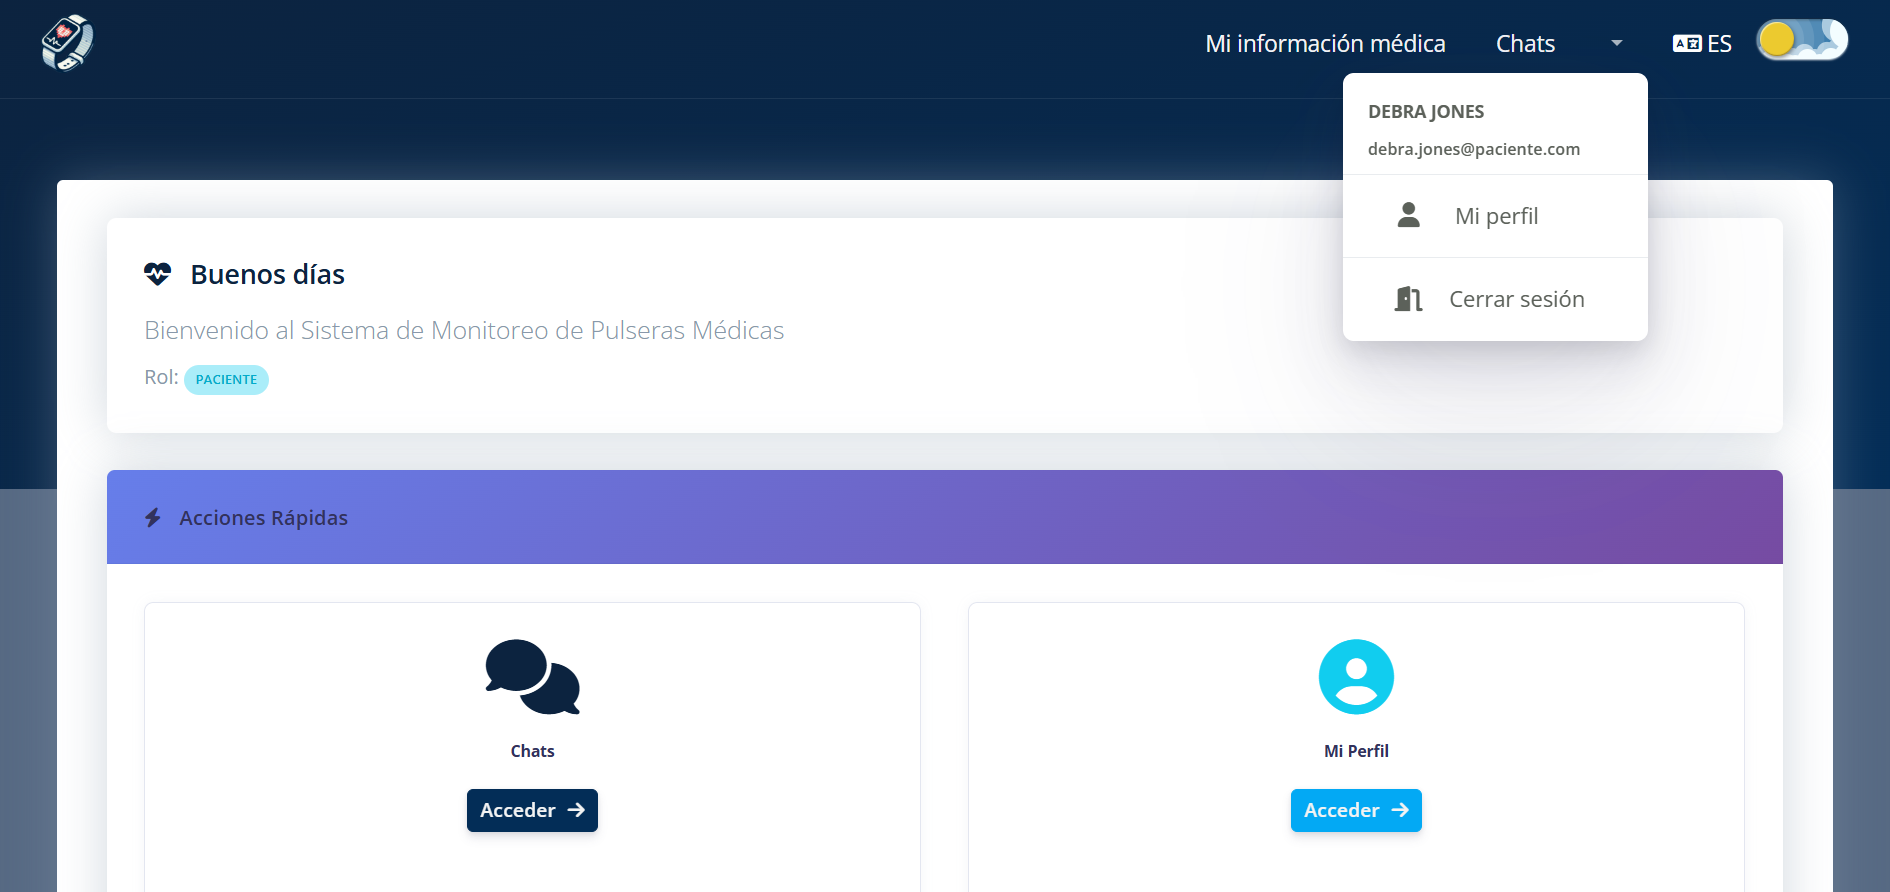 Mi información médica
Chats
ES
DEBRA JONES
debra.jones@paciente.com
Mi perfil
Cerrar sesión
Buenos días
Bienvenido al Sistema de Monitoreo de Pulseras Médicas
Rol: PACIENTE
Acciones Rápidas
Chats
Acceder
Mi Perfil
Acceder